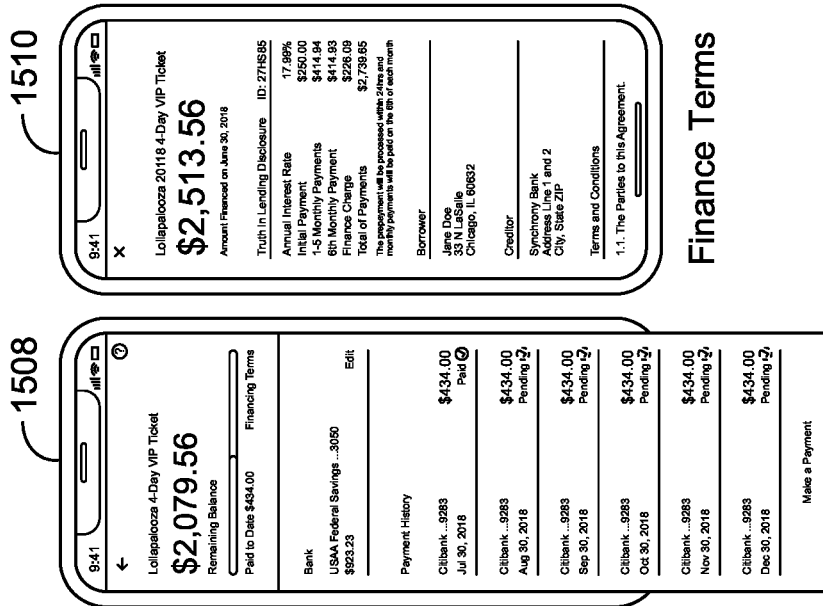 1508
9:41
Lollapalooza 4-Day VIP Ticket
$2,079.56
Remaining Balance
Paid to Date $434.00 Financing Terms
Bank
USAA Federal Savings ...3050 Edit
$923.23
Payment History
Citibank ...9283 $434.00
Jul 30, 2018 Paid
Citibank ...9283 $434.00
Aug 30, 2018 Pending
Citibank ...9283 $434.00
Sep 30, 2018 Pending
Citibank ...9283 $434.00
Oct 30, 2018 Pending
Citibank ...9283 $434.00
Nov 30, 2018 Pending
Citibank ...9283 $434.00
Dec 30, 2018 Pending
Make a Payment
1510
9:41
Lollapalooza 20118 4-Day VIP Ticket
$2,513.56
Amount Financed on June 30, 2018
Truth In Lending Disclosure ID: 27HS85
Annual Interest Rate 17.99%
Initial Payment $250.00
1-5 Monthly Payments $414.94
6th Monthly Payment $414.93
Finance Charge $226.09
Total of Payments $2,739.65
The prepayment will be processed within 24hrs and
monthly payments will be paid on the 6th of each month
Borrower
Jane Doe
33 N LaSalle
Chicago, IL 60632
Creditor
Synchrony Bank
Address Line 1 and 2
City, State ZIP
Terms and Conditions
1.1. The Parties to this Agreement.
Finance Terms